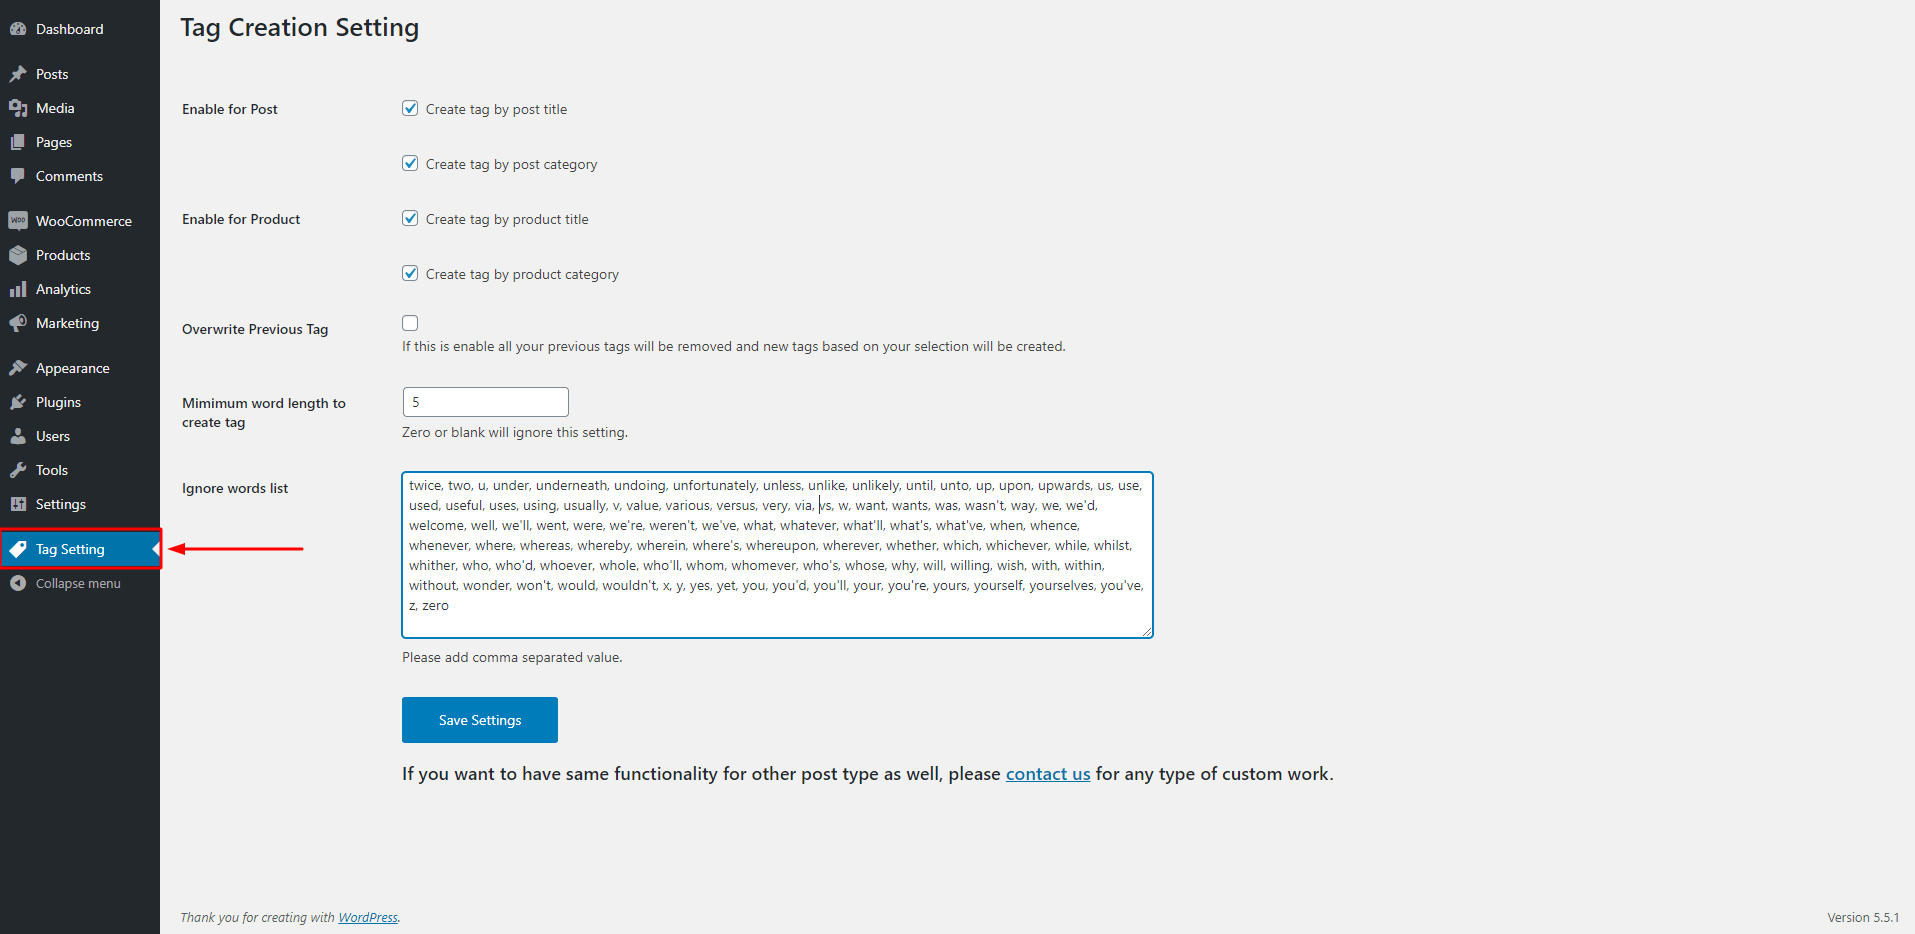 Dashboard
Posts
Media
Pages
Comments
WooCommerce
Products
Analytics
Marketing
Appearance
Plugins
Users
Tools
Settings
Tag Setting
Collapse menu
Tag Creation Setting
Enable for Post
Create tag by post title
Create tag by post category
Enable for Product
Create tag by product title
Create tag by product category
Overwrite Previous Tag
If this is enable all your previous tags will be removed and new tags based on your selection will be created.
Mimimum word length to
create tag
5
Zero or blank will ignore this setting.
Ignore words list
twice, two, u, under, underneath, undoing, unfortunately, unless, unlike, unlikely, until, unto, up, upon, upwards, us, use,
used, useful, uses, using, usually, v, value, various, versus, very, via, vs, w, want, wants, was, wasn't, way, we, we'd,
welcome, well, we'll, went, were, we're, weren't, we've, what, whatever, what'll, what's, what've, when, whence,
whenever, where, whereas, whereby, wherein, where's, whereupon, wherever, whether, which, whichever, while, whilst,
whither, who, who'd, whoever, whole, who'll, whom, whomever, who's, whose, why, will, willing, wish, with, within,
without, wonder, won't, would, wouldn't, x, y, yes, yet, you, you'd, you'll, your, you're, yours, yourself, yourselves, you've,
z, zero
Please add comma separated value.
Save Settings
If you want to have same functionality for other post type as well, please contact us for any type of custom work.
Thank you for creating with WordPress.
Version 5.5.1